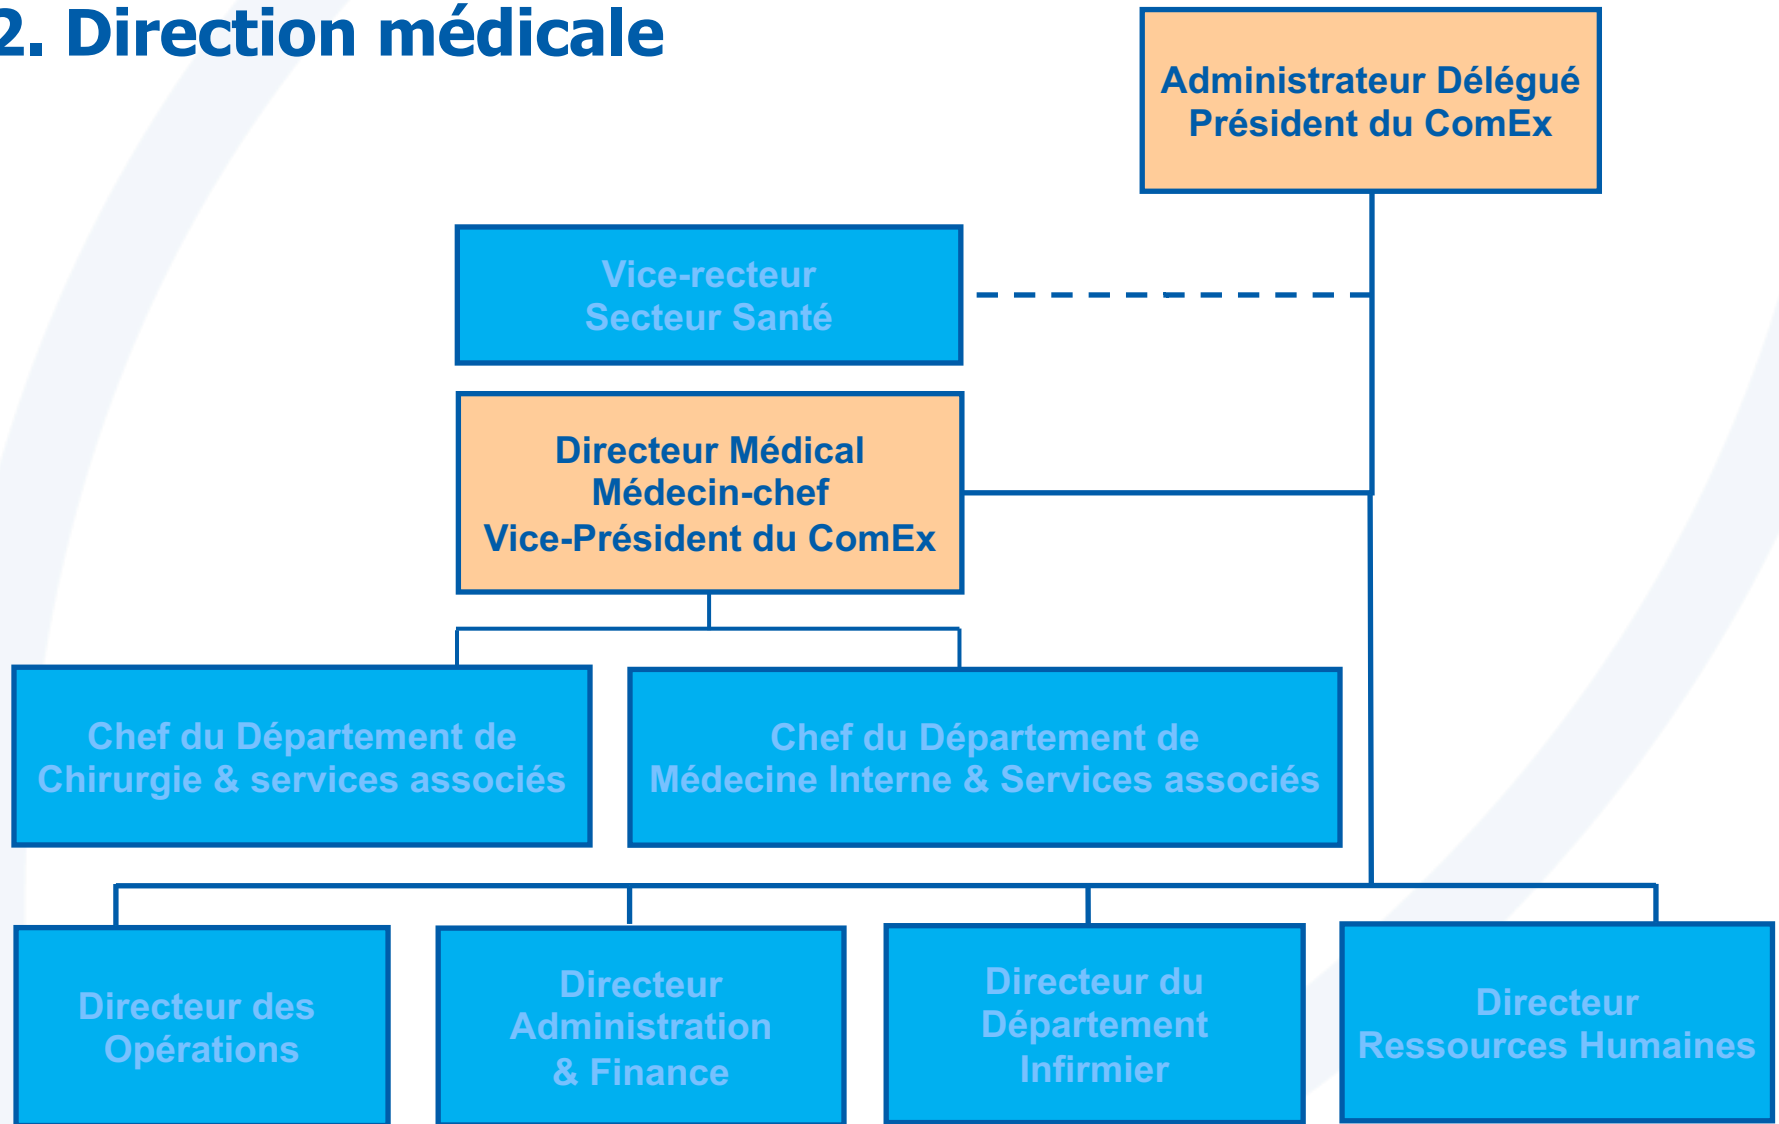 2. Direction médicale
Administrateur Délégué
Président du ComEx
Vice-recteur
Secteur Santé
Directeur Médical
Médecin-chef
Vice-Président du ComEx
Chef du Département de
Chirurgie & services associés
Chef du Département de
Médecine Interne & Services associés
Directeur des
Opérations
Directeur
Administration
& Finance
Directeur du
Département
Infirmier
Directeur
Ressources Humaines